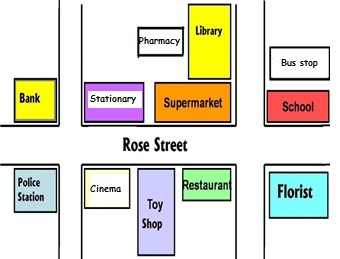 Library
Pharmacy
Bus stop
Bank
Stationary
Supermarket
School
Rose Street
Police
Station
Cinema
Toy
Shop
Restaurant
Florist